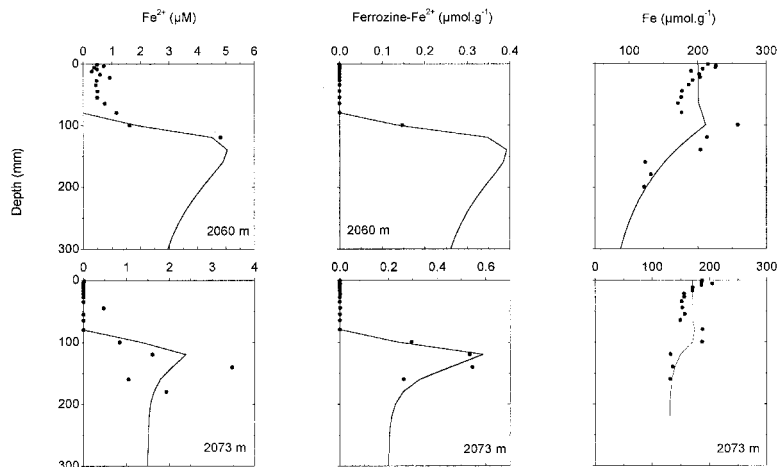 Fe²⁺ (µM)
Ferrozine-Fe²⁺ (µmol.g⁻¹)
Fe (µmol.g⁻¹)
0 1 2 3 4 5 6
0.0 0.1 0.2 0.3 0.4
100 200 300
0
100
200
300
Depth (mm)
2060 m
2060 m
0 1 2 3 4
0.0 0.2 0.4 0.6
0 100 200 300
0
100
200
300
2073 m
2073 m
2073 m